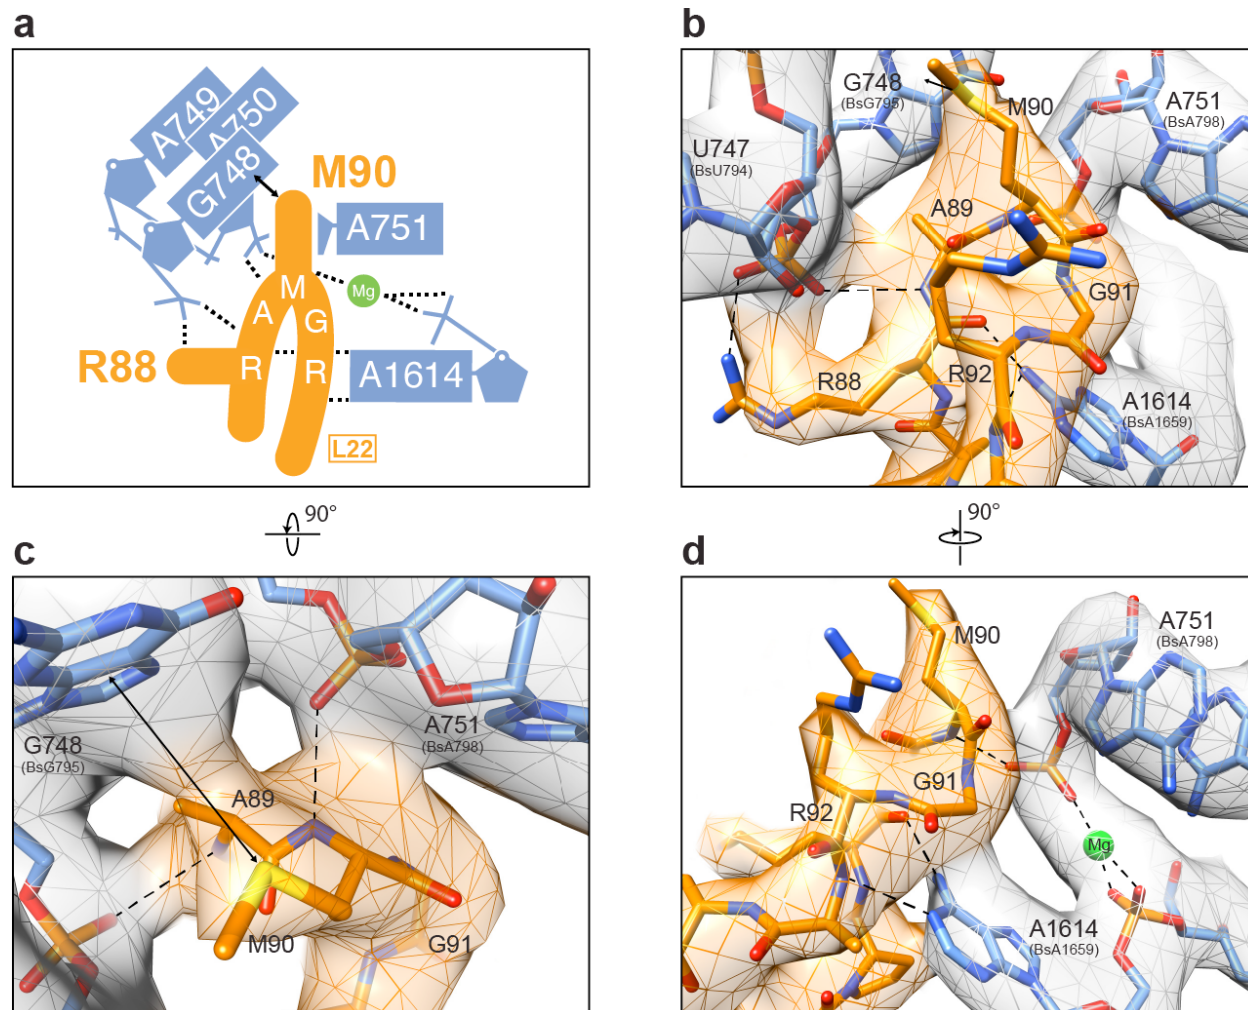 a
A749
A750
G748
M90
A751
Mg
M
A
G
R88
R
R
A1614
L22
90°
b
G748
(BsG795)
M90
A751
(BsA798)
U747
(BsU794)
A89
G91
R88
R92
A1614
(BsA1659)
90°
c
A751
(BsA798)
G748
(BsG795)
A89
M90
G91
d
A751
(BsA798)
M90
G91
R92
Mg
A1614
(BsA1659)